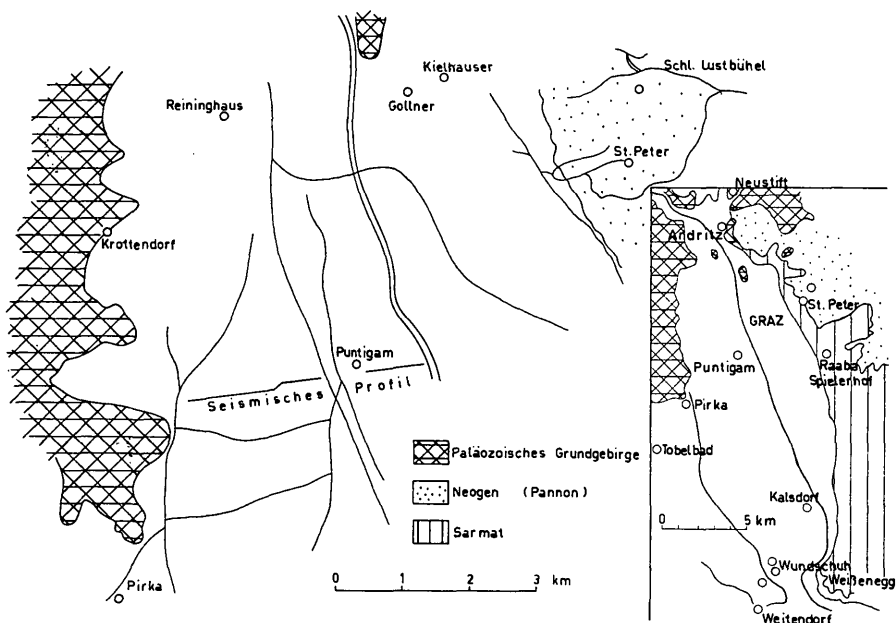 Kielhauser
Schl. Lustbühel
Reininghaus
Gollner
St. Peter
Neustift
Krottendorf
Andritz
St. Peter
GRAZ
Puntigam
Puntigam
Raaba
Spielerhof
Seismisches Profil
Pirka
Paläozoisches Grundgebirge
Tobelbad
Neogen (Pannon)
Kalsdorf
Sarmat
0 5 km
Wundschuh
Weißenegg
0 1 2 3 km
Pirka
Weitendorf